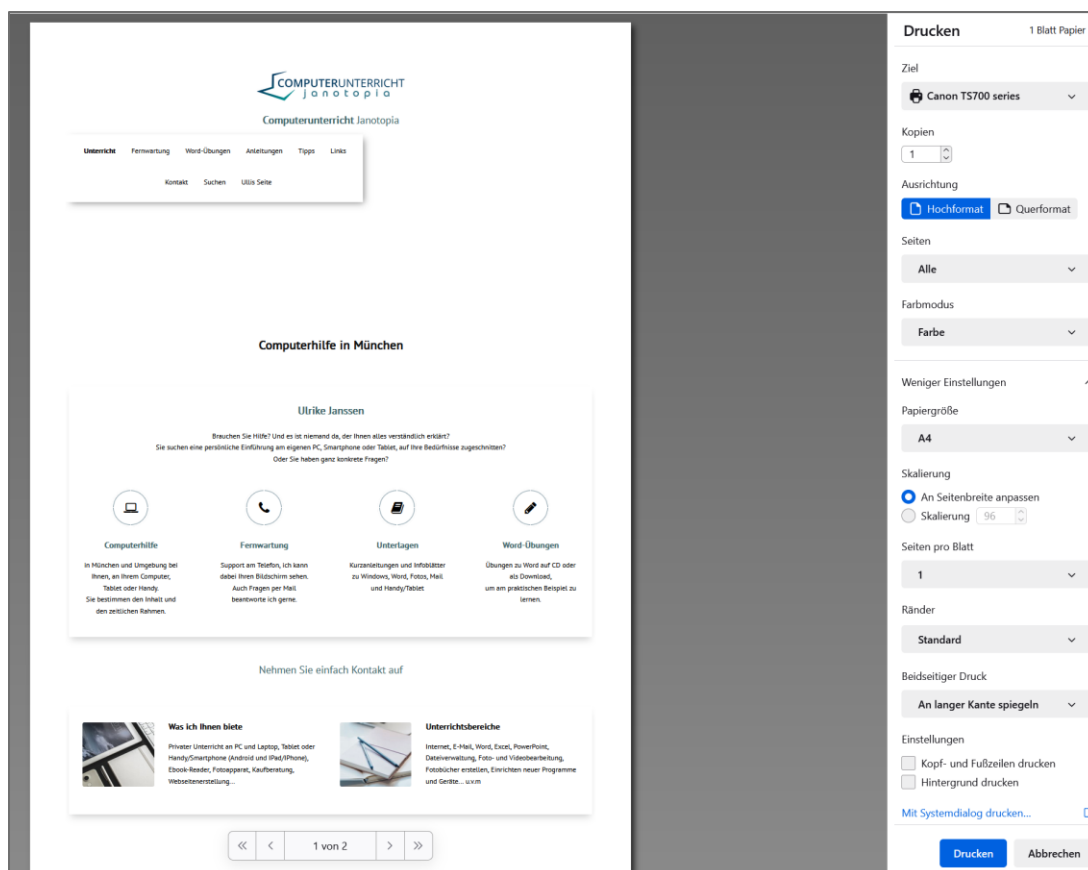 COMPUTERUNTERRICHT
janotopia
Computerunterricht Janotopia
Unterricht Fernwartung Word-Übungen Anleitungen Tipps Links
Kontakt Suchen Ullis Seite
Computerhilfe in München
Ulrike Janssen
Brauchen Sie Hilfe? Und es ist niemand da, der Ihnen alles verständlich erklärt?
Sie suchen eine persönliche Einführung am eigenen PC, Smartphone oder Tablet, auf Ihre Bedürfnisse zugeschnitten?
Oder Sie haben ganz konkrete Fragen?
Computerhilfe
In München und Umgebung bei
Ihnen, an Ihrem Computer,
Tablet oder Handy.
Sie bestimmen den Inhalt und
den zeitlichen Rahmen.
Fernwartung
Support am Telefon, ich kann
dabei Ihren Bildschirm sehen.
Auch Fragen per Mail
beantworte ich gerne.
Unterlagen
Kurzanleitungen und Infoblätter
zu Windows, Word, Fotos, Mail
und Handy/Tablet
Word-Übungen
Übungen zu Word auf CD oder
als Download,
um am praktischen Beispiel zu
lernen.
Nehmen Sie einfach Kontakt auf
Was ich Ihnen biete
Privater Unterricht an PC und Laptop, Tablet oder
Handy/Smartphone (Android und iPad/iPhone),
Ebook-Reader, Fotoapparat, Kaufberatung,
Webseitenerstellung...
Unterrichtsbereiche
Internet, E-Mail, Word, Excel, PowerPoint,
Dateiverwaltung, Foto- und Videobearbeitung,
Fotobücher erstellen, Einrichten neuer Programme
und Geräte... u.v.m
1 von 2
Drucken 1 Blatt Papier
Ziel
Canon TS700 series
Kopien
1
Ausrichtung
Hochformat Querformat
Seiten
Alle
Farbmodus
Farbe
Weniger Einstellungen
Papiergröße
A4
Skalierung
An Seitenbreite anpassen
Skalierung 96
Seiten pro Blatt
1
Ränder
Standard
Beidseitiger Druck
An langer Kante spiegeln
Einstellungen
Kopf- und Fußzeilen drucken
Hintergrund drucken
Mit Systemdialog drucken...
Drucken Abbrechen